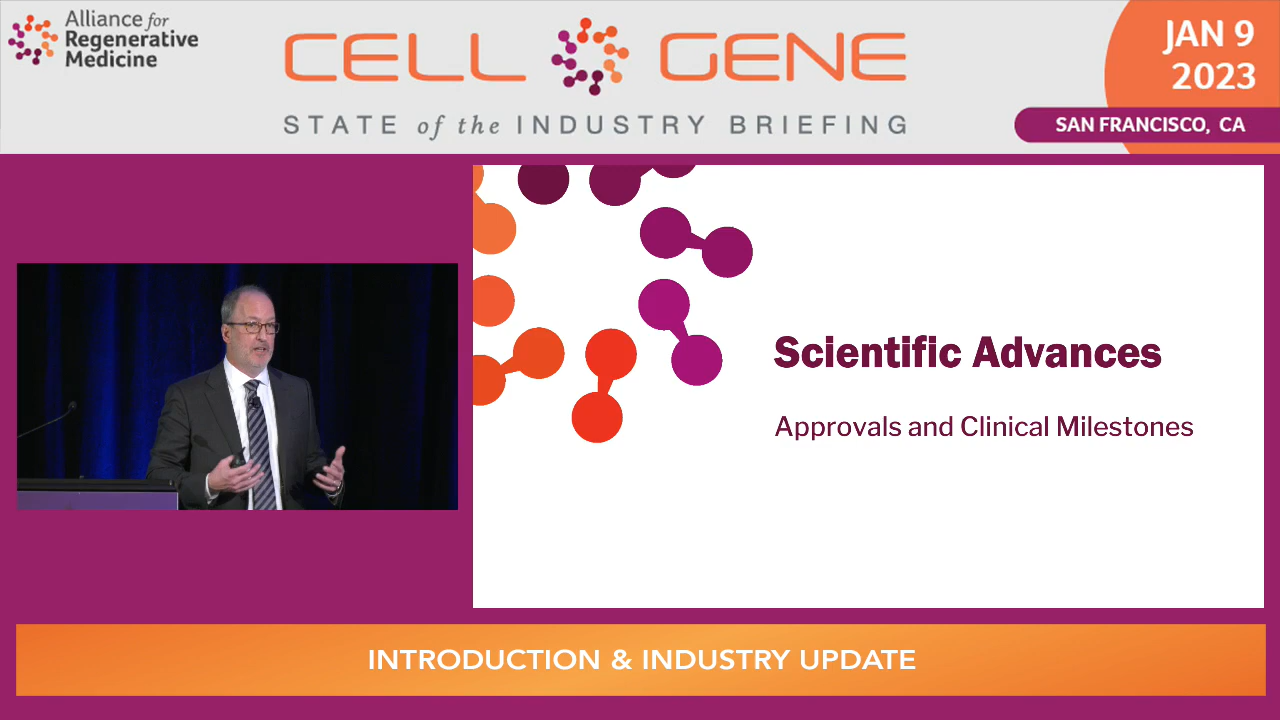 Alliance for
Regenerative
Medicine
CELL GENE
STATE of the INDUSTRY BRIEFING
JAN 9
2023
SAN FRANCISCO, CA
Scientific Advances
Approvals and Clinical Milestones
INTRODUCTION & INDUSTRY UPDATE